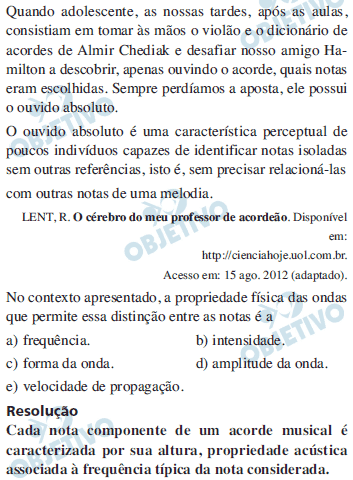 Quando adolescente, as nossas tardes, após as aulas,
consistiam em tomar às mãos o violão e o dicionário de
acordes de Almir Chediak e desafiar nosso amigo Ha-
milton a descobrir, apenas ouvindo o acorde, quais notas
eram escolhidas. Sempre perdíamos a aposta, ele possui
o ouvido absoluto.
O ouvido absoluto é uma característica perceptual de
poucos indivíduos capazes de identificar notas isoladas
sem outras referências, isto é, sem precisar relacioná-las
com outras notas de uma melodia.
LENT, R. O cérebro do meu professor de acordeão. Disponível
em:
http://cienciahoje.uol.com.br.
Acesso em: 15 ago. 2012 (adaptado).
No contexto apresentado, a propriedade física das ondas
que permite essa distinção entre as notas é a
a) frequência. b) intensidade.
c) forma da onda. d) amplitude da onda.
e) velocidade de propagação.
Resolução
Cada nota componente de um acorde musical é
caracterizada por sua altura, propriedade acústica
associada à frequência típica da nota considerada.
OBJETIVO
OBJETIVO
OBJETIVO
OBJETIVO
OBJETIVO